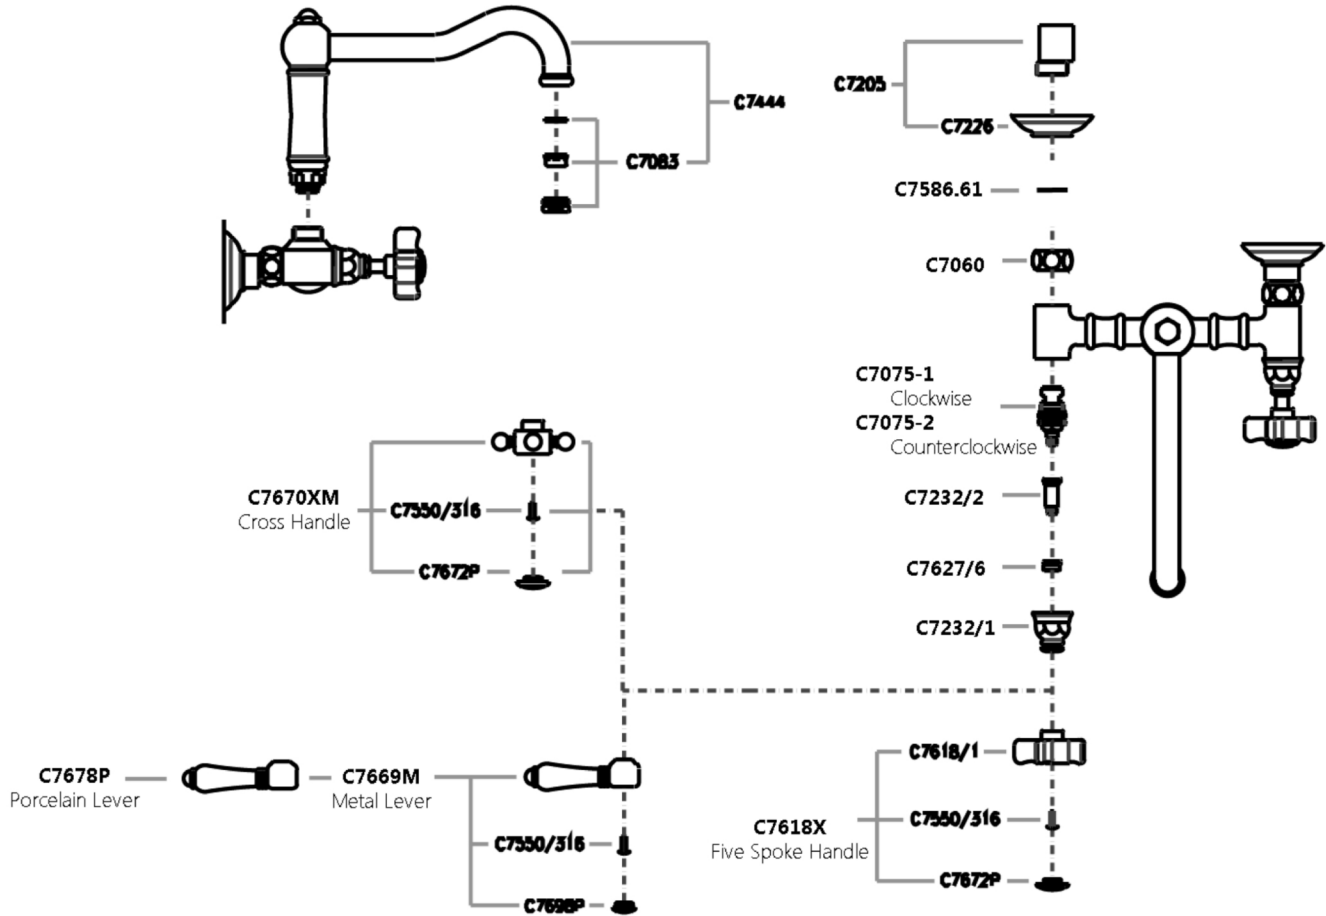 C7444
C7083
C7205
C7226
C7586.61
C7060
C7075-1
Clockwise
C7075-2
Counterclockwise
C7232/2
C7627/6
C7232/1
C7670XM
Cross Handle
C7550/316
C7672P
C7678P
Porcelain Lever
C7669M
Metal Lever
C7550/316
C7698P
C7618X
Five Spoke Handle
C7618/1
C7550/316
C7672P